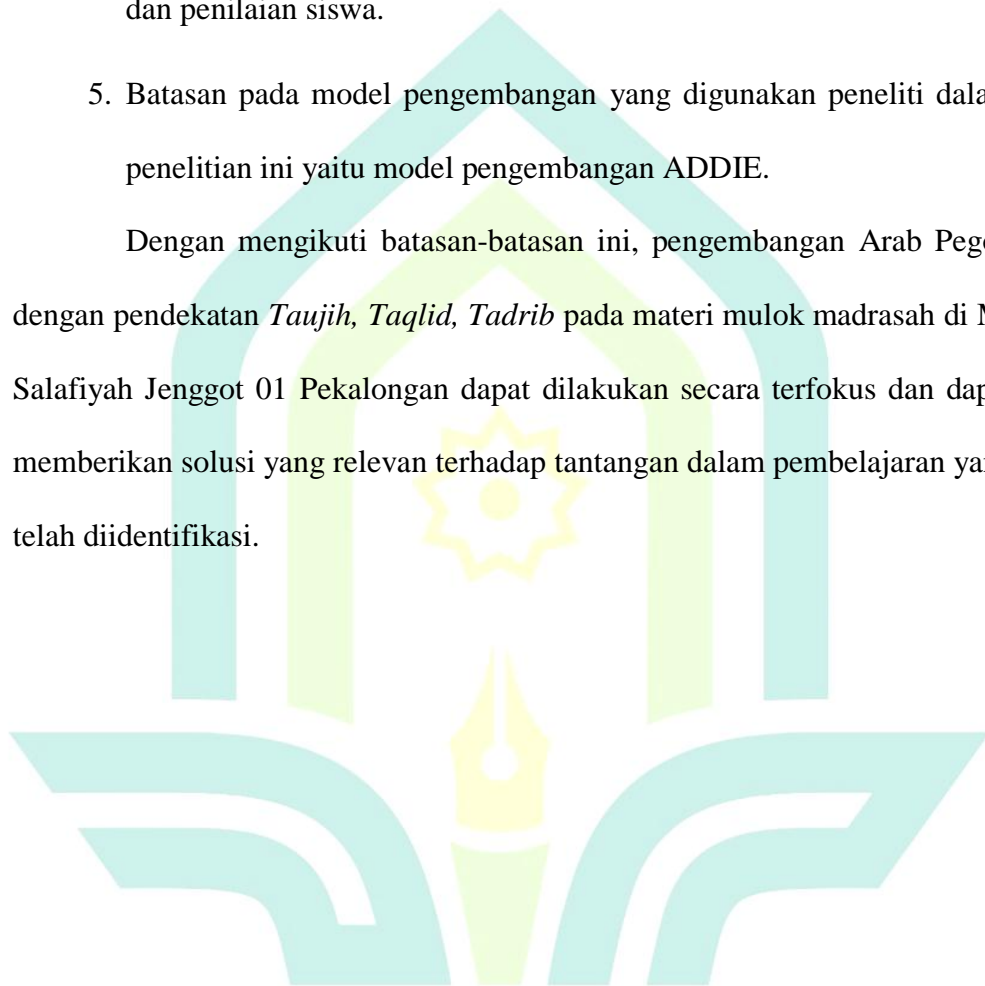 dan penilaian siswa.
5. Batasan pada model pengembangan yang digunakan peneliti dala
penelitian ini yaitu model pengembangan ADDIE.
Dengan mengikuti batasan-batasan ini, pengembangan Arab Peg
dengan pendekatan Taujih, Taqlid, Tadrib pada materi mulok madrasah di
Salafiyah Jenggot 01 Pekalongan dapat dilakukan secara terfokus dan dap
memberikan solusi yang relevan terhadap tantangan dalam pembelajaran ya
telah diidentifikasi.